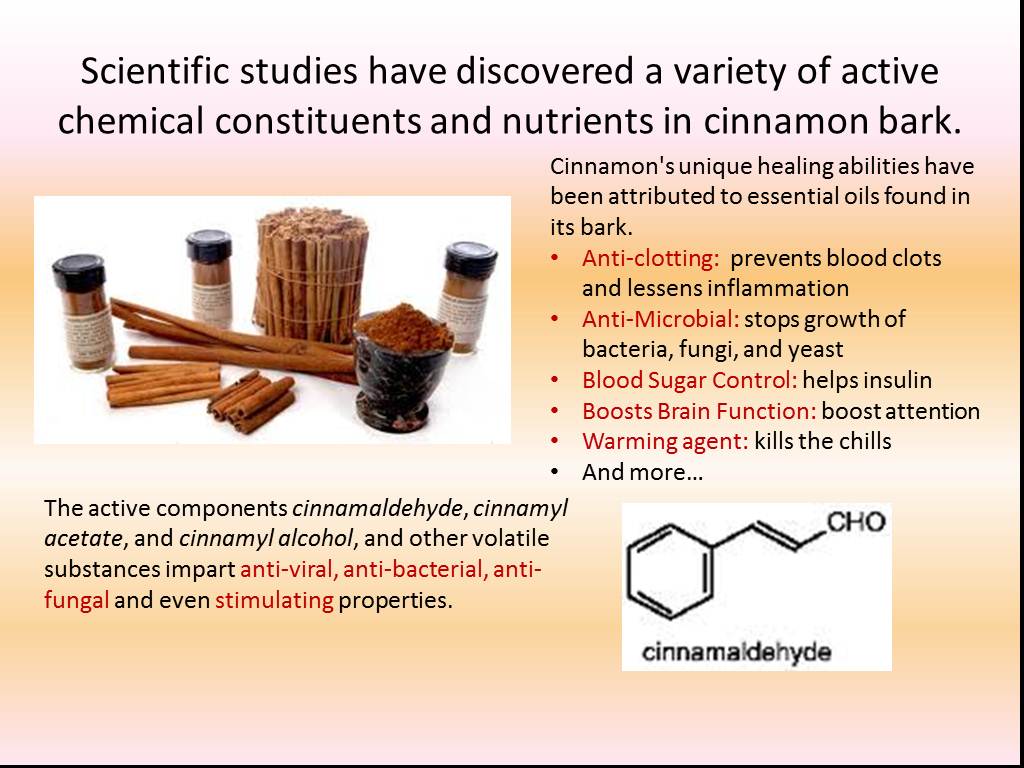 Scientific studies have discovered a variety of active
chemical constituents and nutrients in cinnamon bark.
Cinnamon's unique healing abilities have
been attributed to essential oils found in
its bark.
• Anti-clotting:  prevents blood clots
and lessens inflammation
• Anti-Microbial: stops growth of
bacteria, fungi, and yeast
• Blood Sugar Control: helps insulin
• Boosts Brain Function: boost attention
• Warming agent: kills the chills
• And more…
The active components cinnamaldehyde, cinnamyl
acetate, and cinnamyl alcohol, and other volatile
substances impart anti-viral, anti-bacterial, anti-
fungal and even stimulating properties.
CHO
cinnamaldehyde